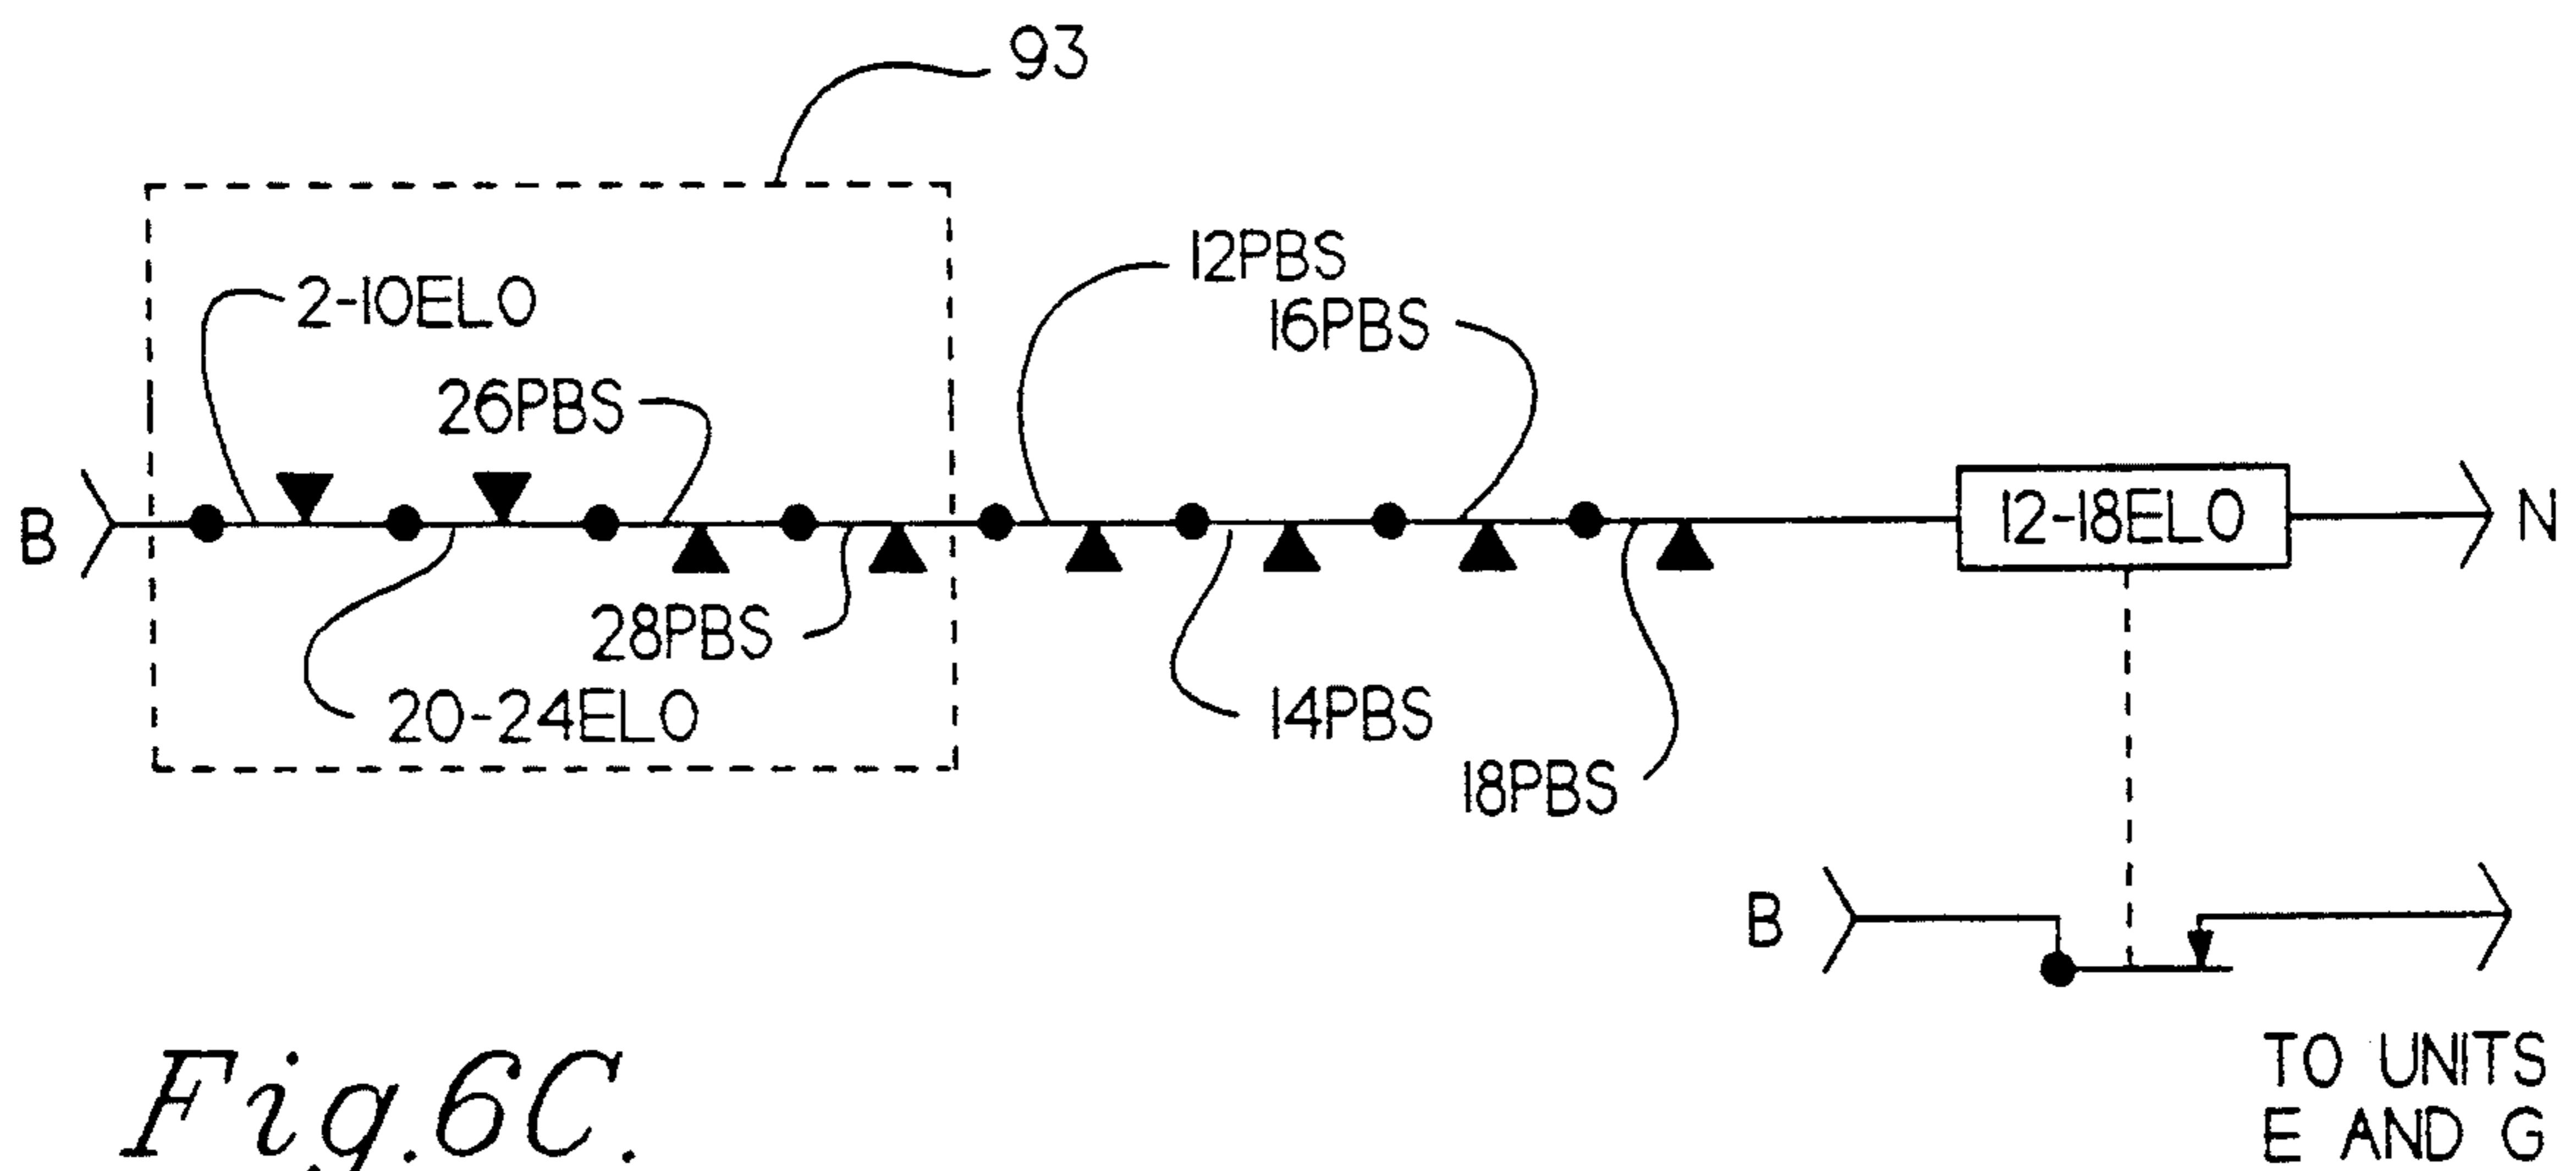 93
12PBS
2-10ELO
16PBS
26PBS
B
12-18ELO
N
28PBS
20-24ELO
14PBS
18PBS
B
TO UNITS
E AND G
Fig.6C.